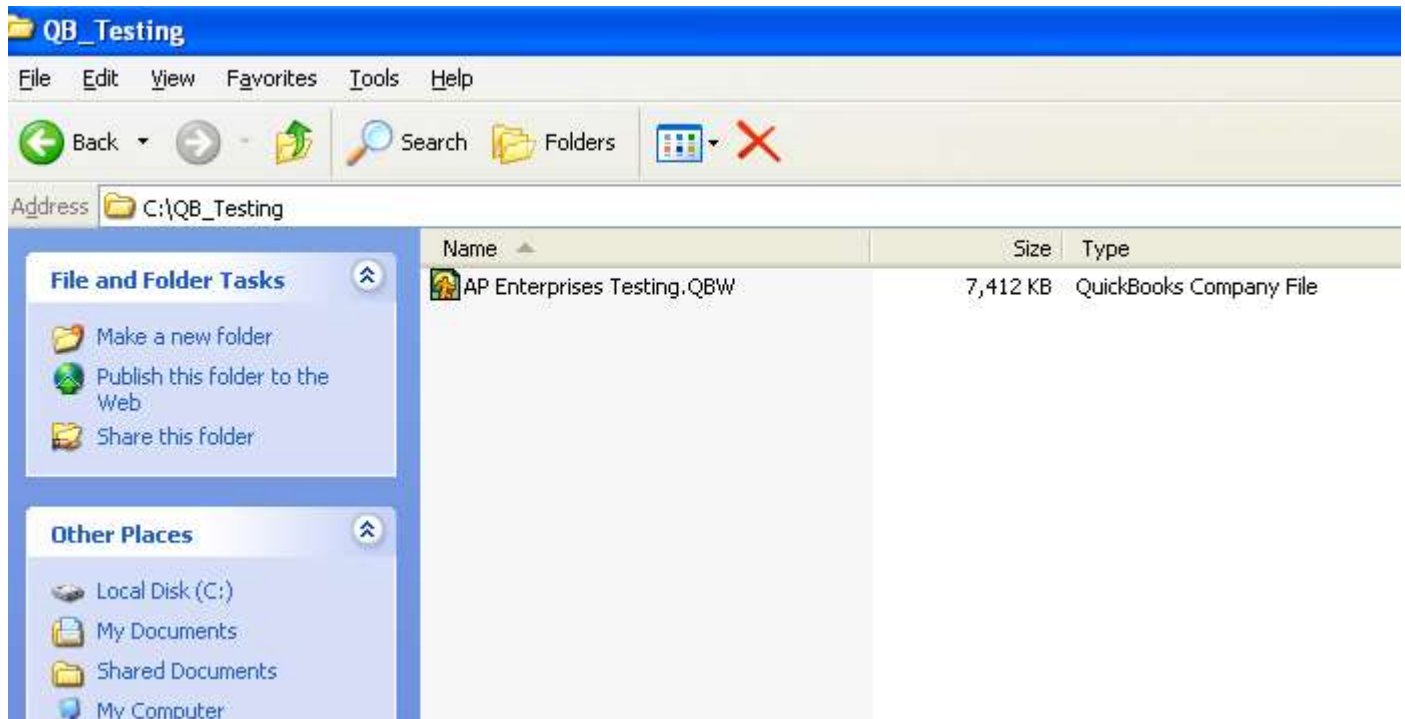 QB_Testing
File Edit View Favorites Tools Help
Back Search Folders
Address C:\QB_Testing
Name Size Type
AP Enterprises Testing.QBW 7,412 KB QuickBooks Company File
File and Folder Tasks
Make a new folder
Publish this folder to the
Web
Share this folder
Other Places
Local Disk (C:)
My Documents
Shared Documents
My Computer